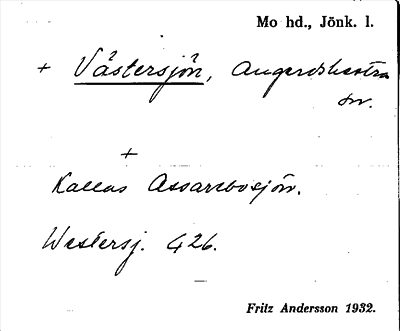 Mo hd., Jönk. l.
+ Västersjön, Angerdshestra
sn.
+
Kallas Assarebosjön.
Westersj. 426.
Fritz Andersson 1932.